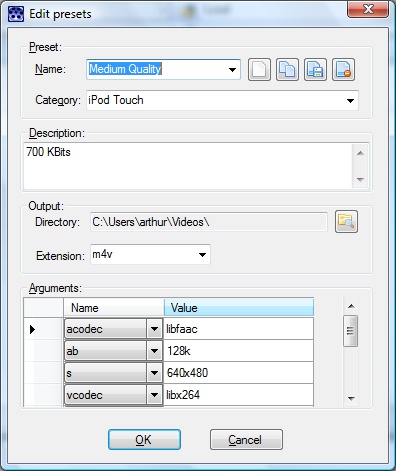 Edit presets
Preset:
Name: Medium Quality
Category: iPod Touch
Description:
700 KBits
Output:
Directory: C:\Users\arthur\Videos\
Extension: m4v
Arguments:
Name Value
acodec libfaac
ab 128k
s 640x480
vcodec libx264
OK Cancel